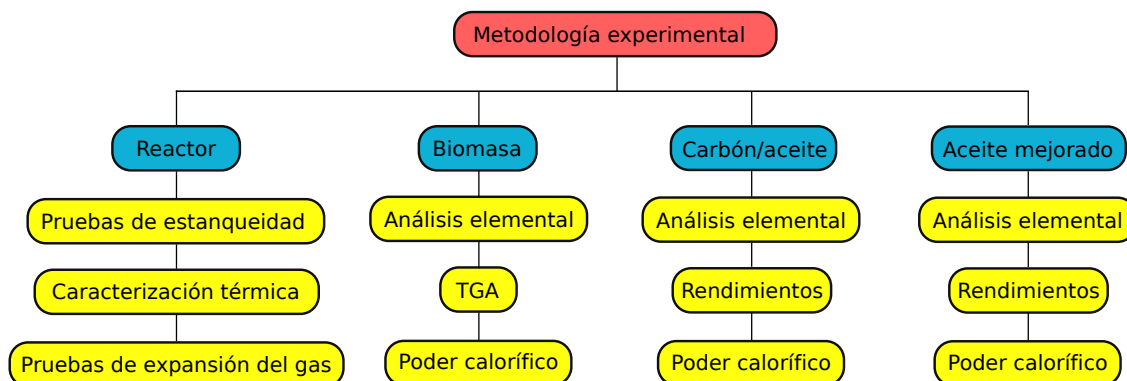 Metodología experimental
Reactor
Biomasa
Carbón/aceite
Aceite mejorado
Pruebas de estanqueidad
Análisis elemental
Análisis elemental
Análisis elemental
Caracterización térmica
TGA
Rendimientos
Rendimientos
Pruebas de expansión del gas
Poder calorífico
Poder calorífico
Poder calorífico